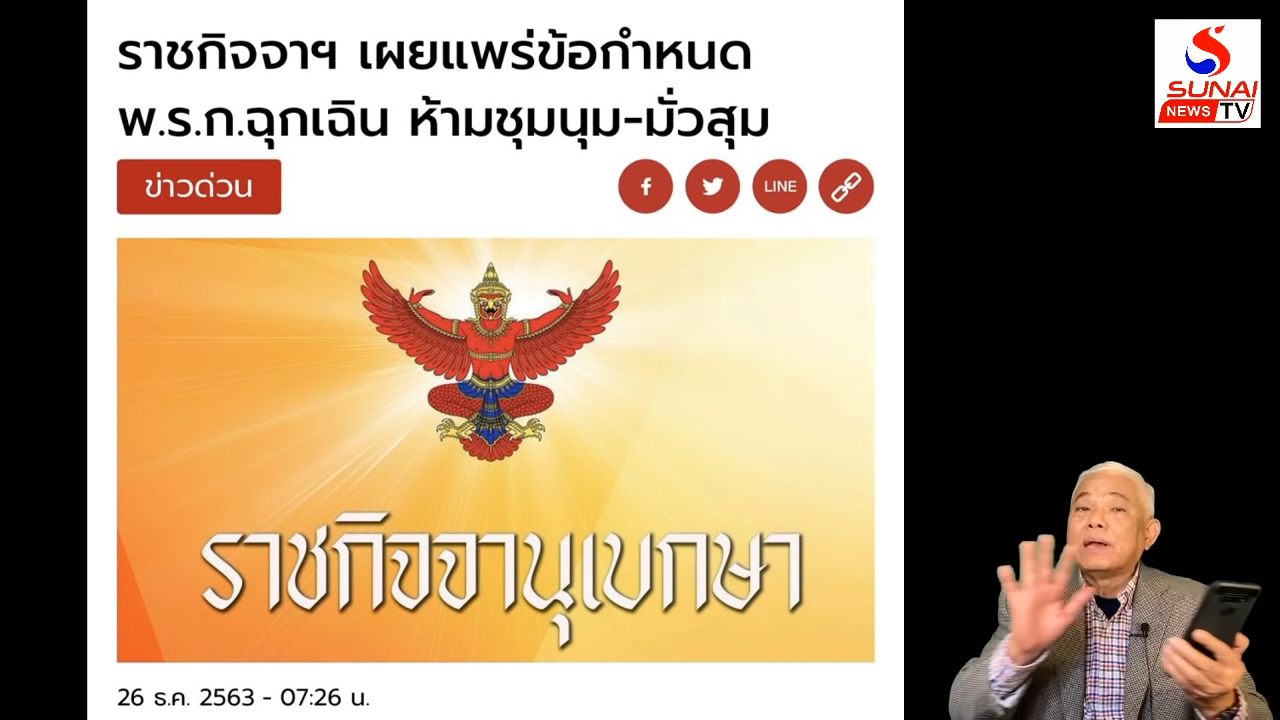 ราชกิจจาฯ เผยแพร่ข้อกำหนด
พ.ร.ก.ฉุกเฉิน ห้ามชุมนุม-มั่วสุม
ข่าวด่วน
LINE
ราชกิจจานุเบกษา
26 ธ.ค. 2563 - 07:26 น.
SUNAI
NEWS TV